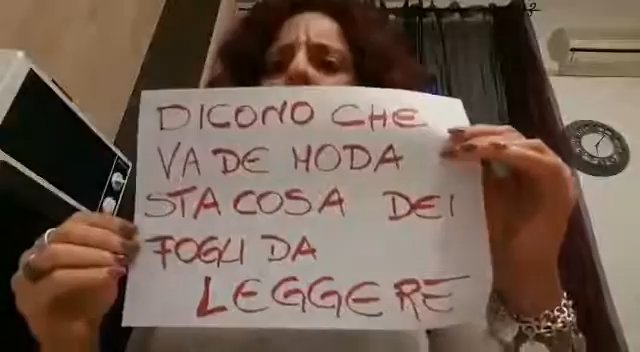 DICONO CHE
VA DE MODA
STA COSA DEI
FOGLI DA
LEGGERE